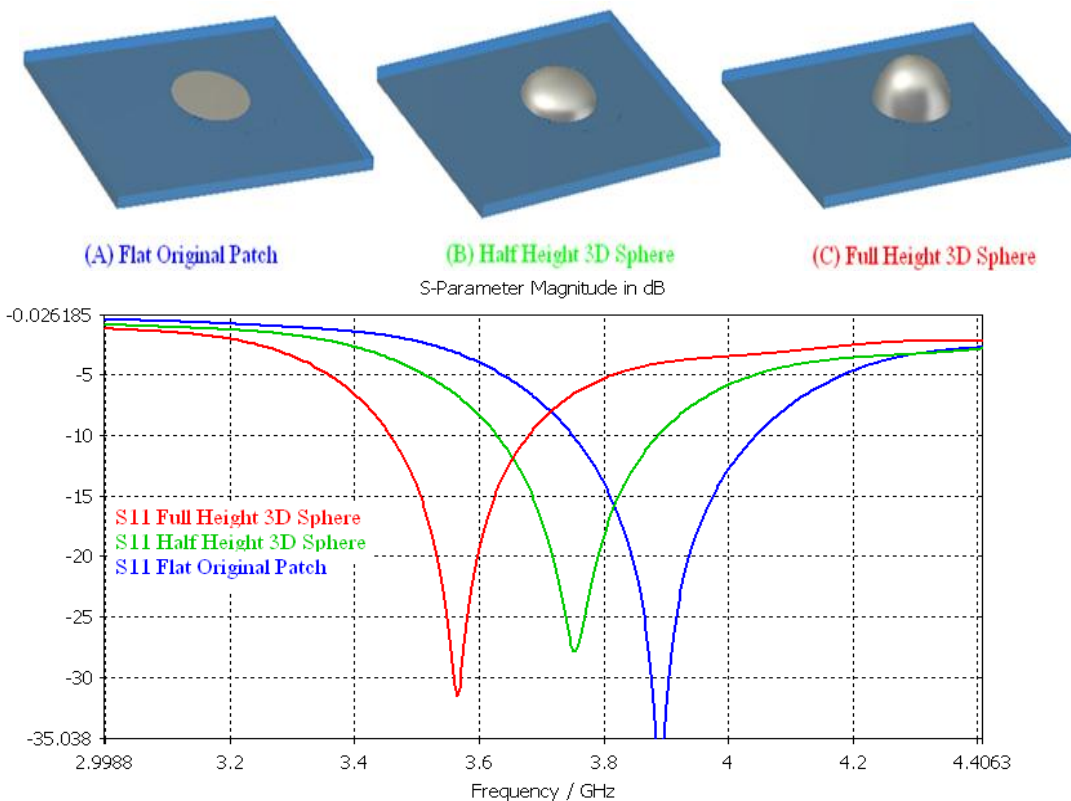 (A) Flat Original Patch
(B) Half Height 3D Sphere
(C) Full Height 3D Sphere
S-Parameter Magnitude in dB
-0.026185
-5
-10
-15
S11 Full Height 3D Sphere
S11 Half Height 3D Sphere
-20
S11 Flat Original Patch
-25
-30
-35.038
2.9988 3.2 3.4 3.6 3.8 4 4.2 4.4063
Frequency / GHz